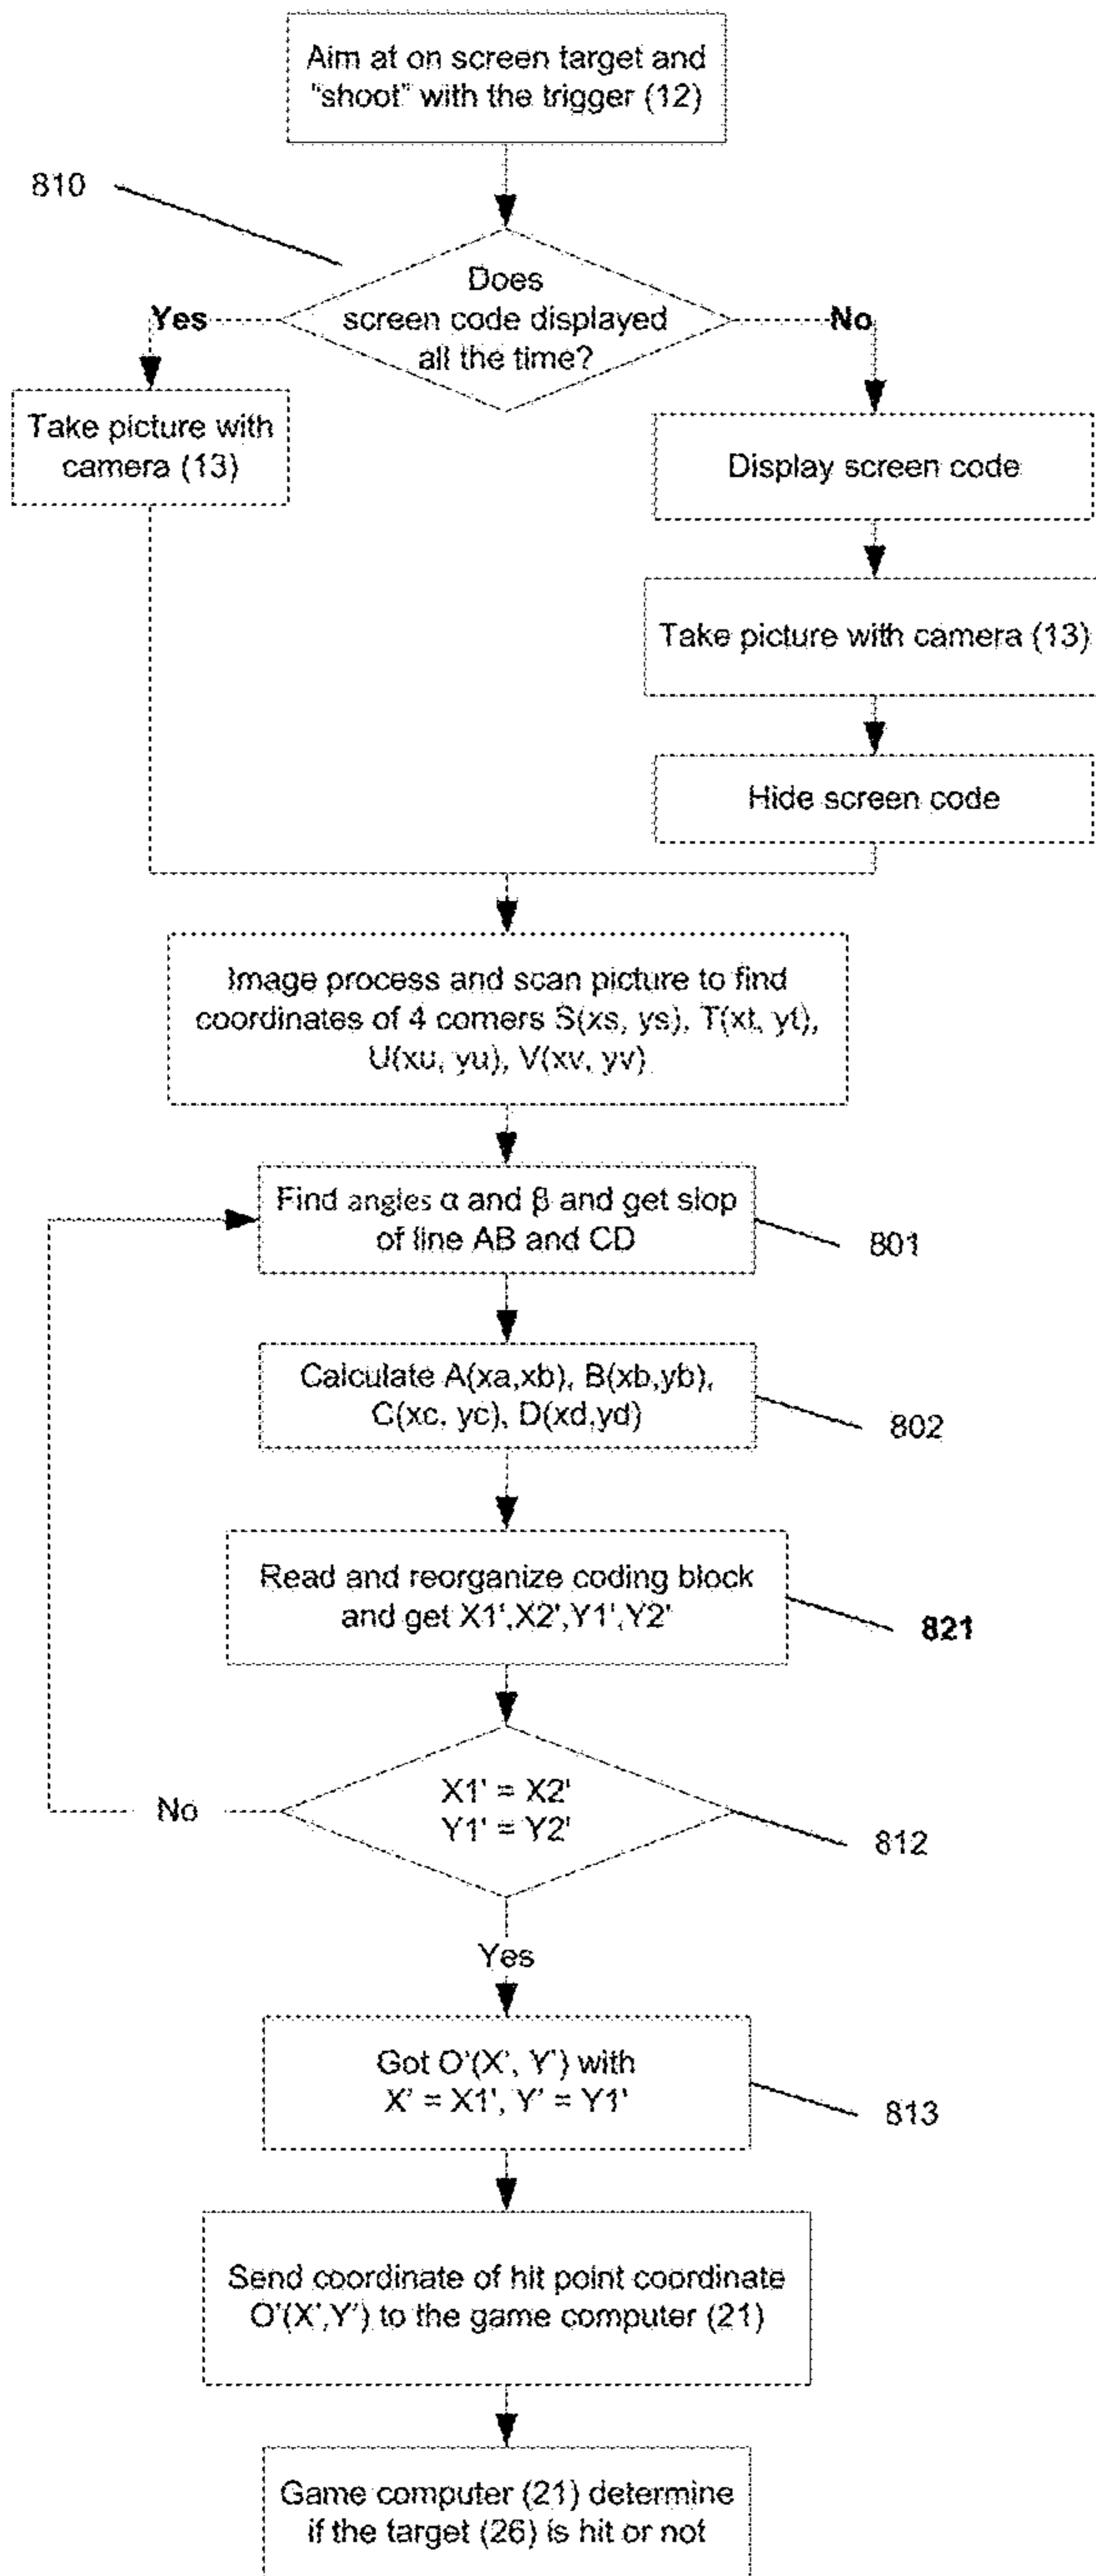 Aim at on screen target and
"shoot" with the trigger (12)
810
Does
screen code displayed
all the time?
Yes
No
Take picture with
camera (13)
Display screen code
Take picture with camera (13)
Hide screen code
Image process and scan picture to find
coordinates of 4 corners S(xs, ys), T(xt, yt),
U(xu, yu), V(xv, yv)
Find angles α and β and get slop
of line AB and CD
801
Calculate A(xa,xb), B(xb,yb),
C(xc, yc), D(xd,yd)
802
Read and reorganize coding block
and get X1',X2',Y1',Y2'
821
X1' = X2'
Y1' = Y2'
No
812
Yes
Got O'(X', Y') with
X' = X1', Y' = Y1'
813
Send coordinate of hit point coordinate
O'(X',Y') to the game computer (21)
Game computer (21) determine
if the target (26) is hit or not